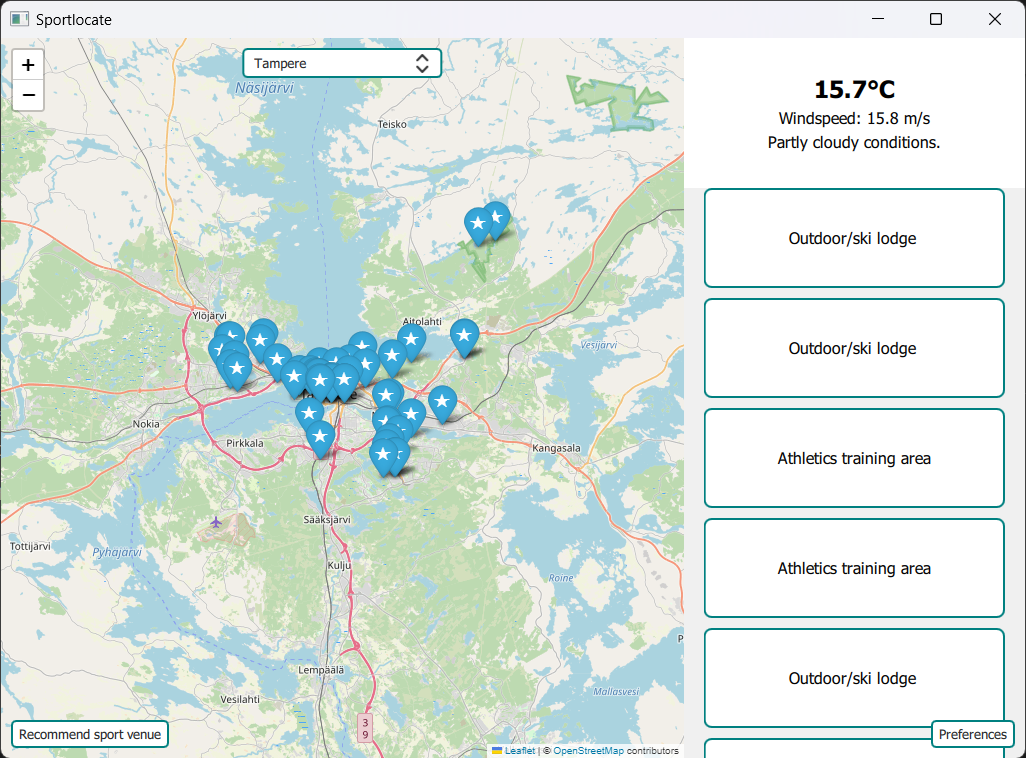 Sportlocate
+
−
Tampere
Näsijärvi
Teisko
Ylöjärvi
Aitolahti
Vesijärvi
Nokia
Pirkkala
Kangasala
Sääksjärvi
Tottijärvi
Pyhäjärvi
Kulju
Roine
Lempäälä
Vesilahti
Mallasvesi
3
9
Recommend sport venue
Leaflet | © OpenStreetMap contributors
15.7°C
Windspeed: 15.8 m/s
Partly cloudy conditions.
Outdoor/ski lodge
Outdoor/ski lodge
Athletics training area
Athletics training area
Outdoor/ski lodge
Preferences